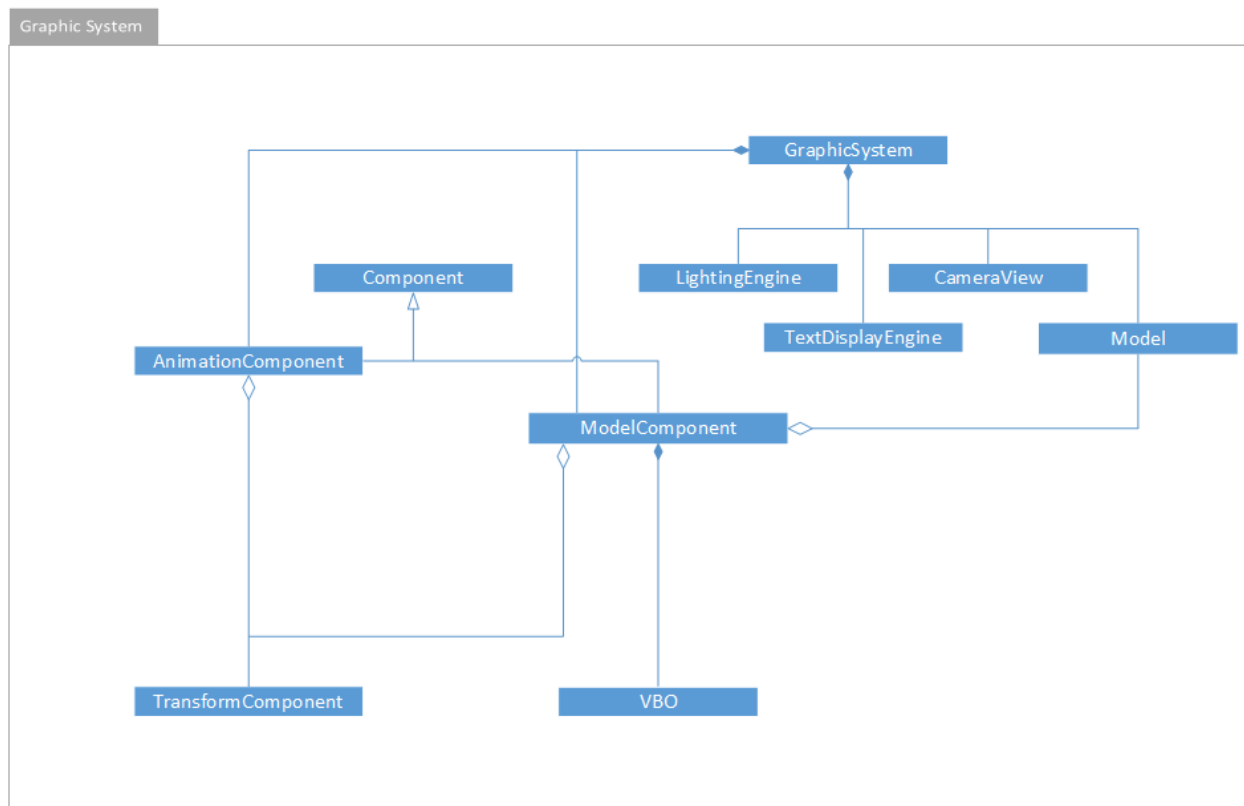 Graphic System
GraphicSystem
Component
LightingEngine
CameraView
TextDisplayEngine
Model
AnimationComponent
ModelComponent
TransformComponent
VBO